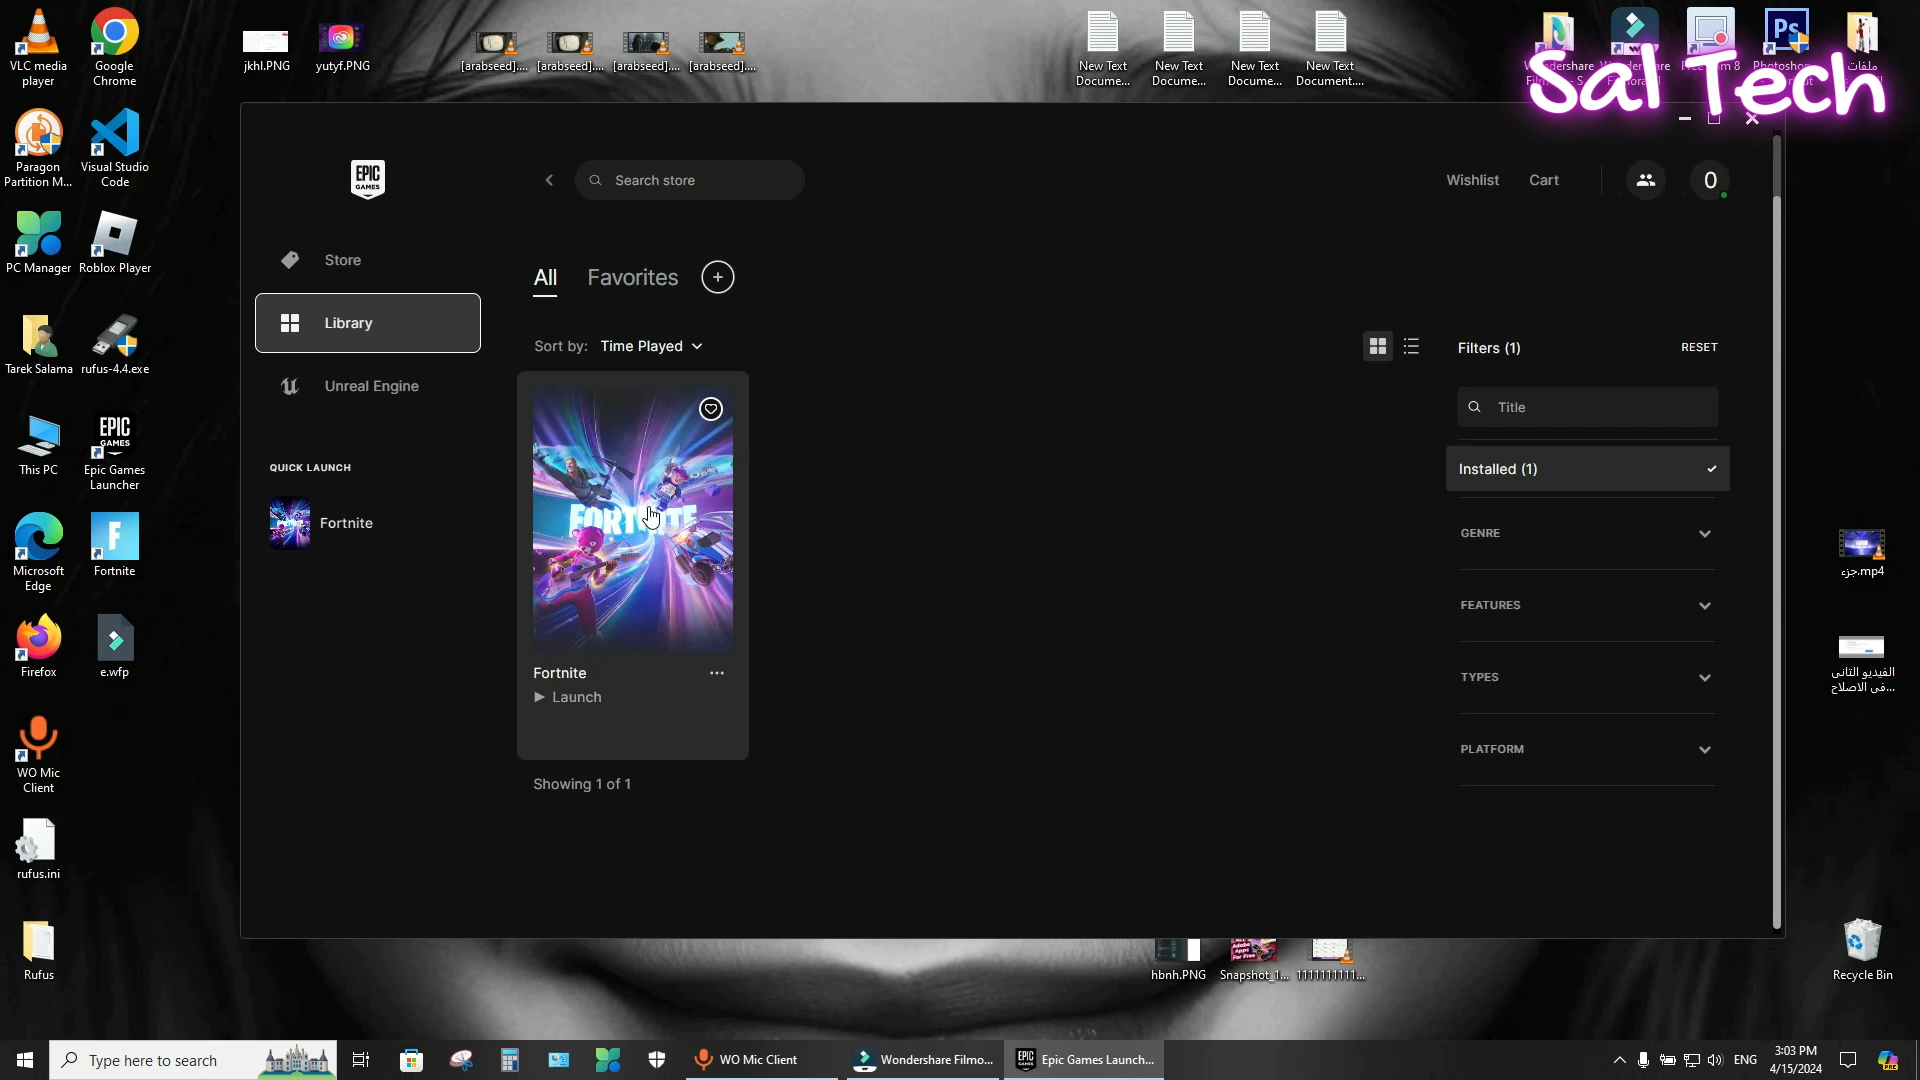 VLC media
player
Google
Chrome
jkhl.PNG
yutyf.PNG
[arabseed]....
[arabseed]....
[arabseed]....
[arabseed]....
New Text
Docume...
New Text
Docume...
New Text
Docume...
New Text
Document....
Sal Tech
Paragon
Partition M...
Visual Studio
Code
PC Manager
Roblox Player
Tarek Salama
rufus-4.4.exe
This PC
EPIC
GAMES
Epic Games
Launcher
Microsoft
Edge
Fortnite
Firefox
e.wfp
WO Mic
Client
rufus.ini
Rufus
EPIC
GAMES
Search store
Wishlist
Cart
0
Store
Library
Unreal Engine
QUICK LAUNCH
Fortnite
All
Favorites
Sort by: Time Played
FORTNITE
Fortnite
Launch
Showing 1 of 1
Filters (1)
RESET
Title
Installed (1)
GENRE
FEATURES
TYPES
PLATFORM
جزء.mp4
الفيديو التانى
فى الاصلاح...
hbnh.PNG
Snapshot_1...
1111111111...
Recycle Bin
Type here to search
WO Mic Client
Wondershare Filmo...
Epic Games Launch...
ENG
3:03 PM
4/15/2024